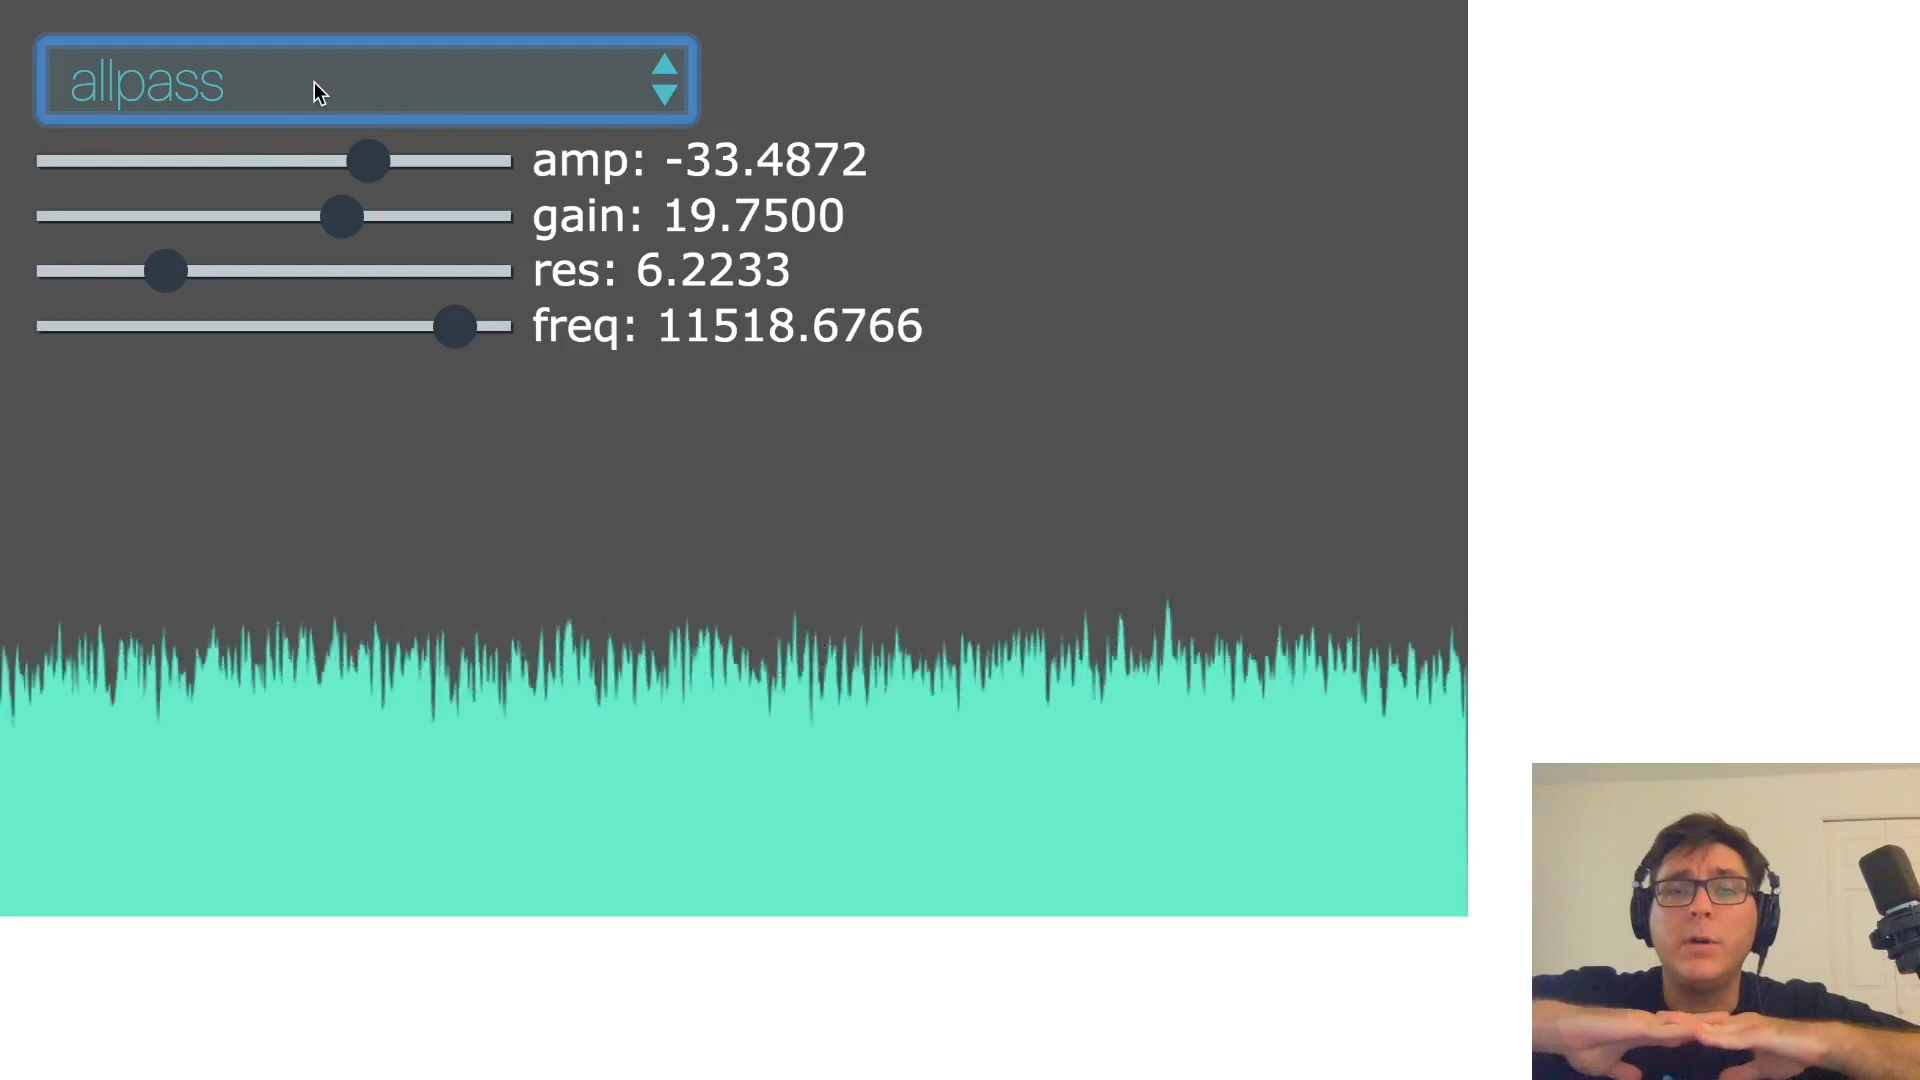 allpass
amp: -33.4872
gain: 19.7500
res: 6.2233
freq: 11518.6766